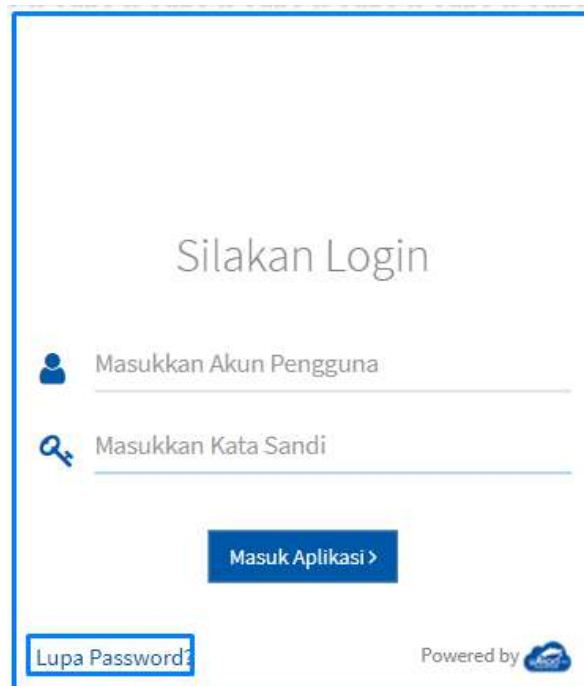 Silakan Login
Masukkan Akun Pengguna
Masukkan Kata Sandi
Masuk Aplikasi >
Lupa Password?
Powered by